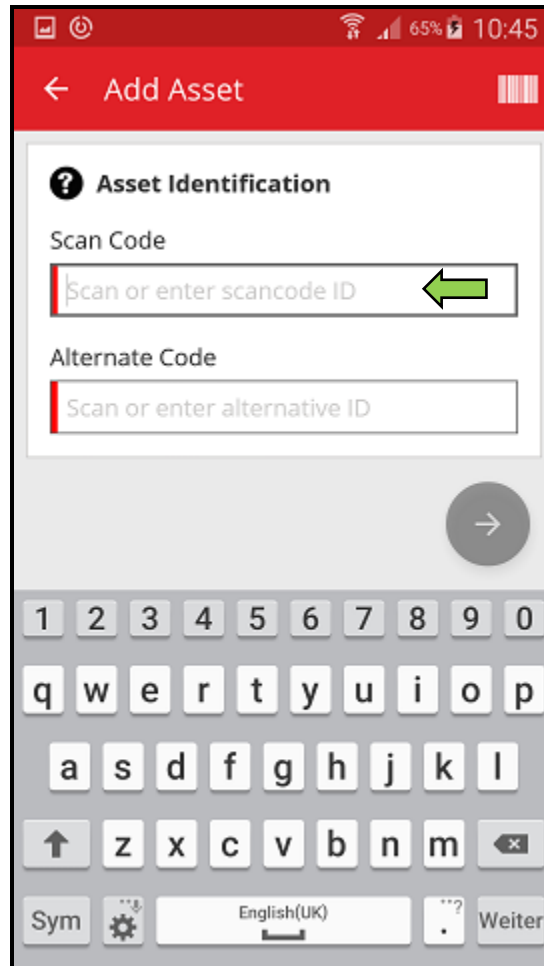 65% 10:45
Add Asset
? Asset Identification
Scan Code
Scan or enter scancode ID
Alternate Code
Scan or enter alternative ID
1 2 3 4 5 6 7 8 9 0
q w e r t y u i o p
a s d f g h j k l
z x c v b n m
Sym English(UK) . ? Weiter